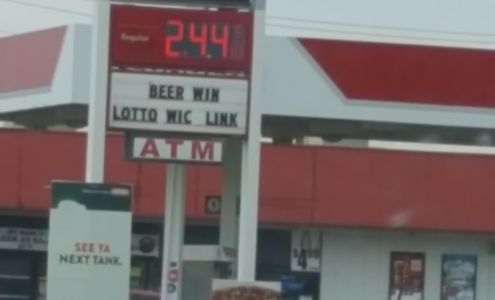 Regular 2.44
BEER WIN
LOTTO WIC LINK
ATM
SEE YA
NEXT TANK.